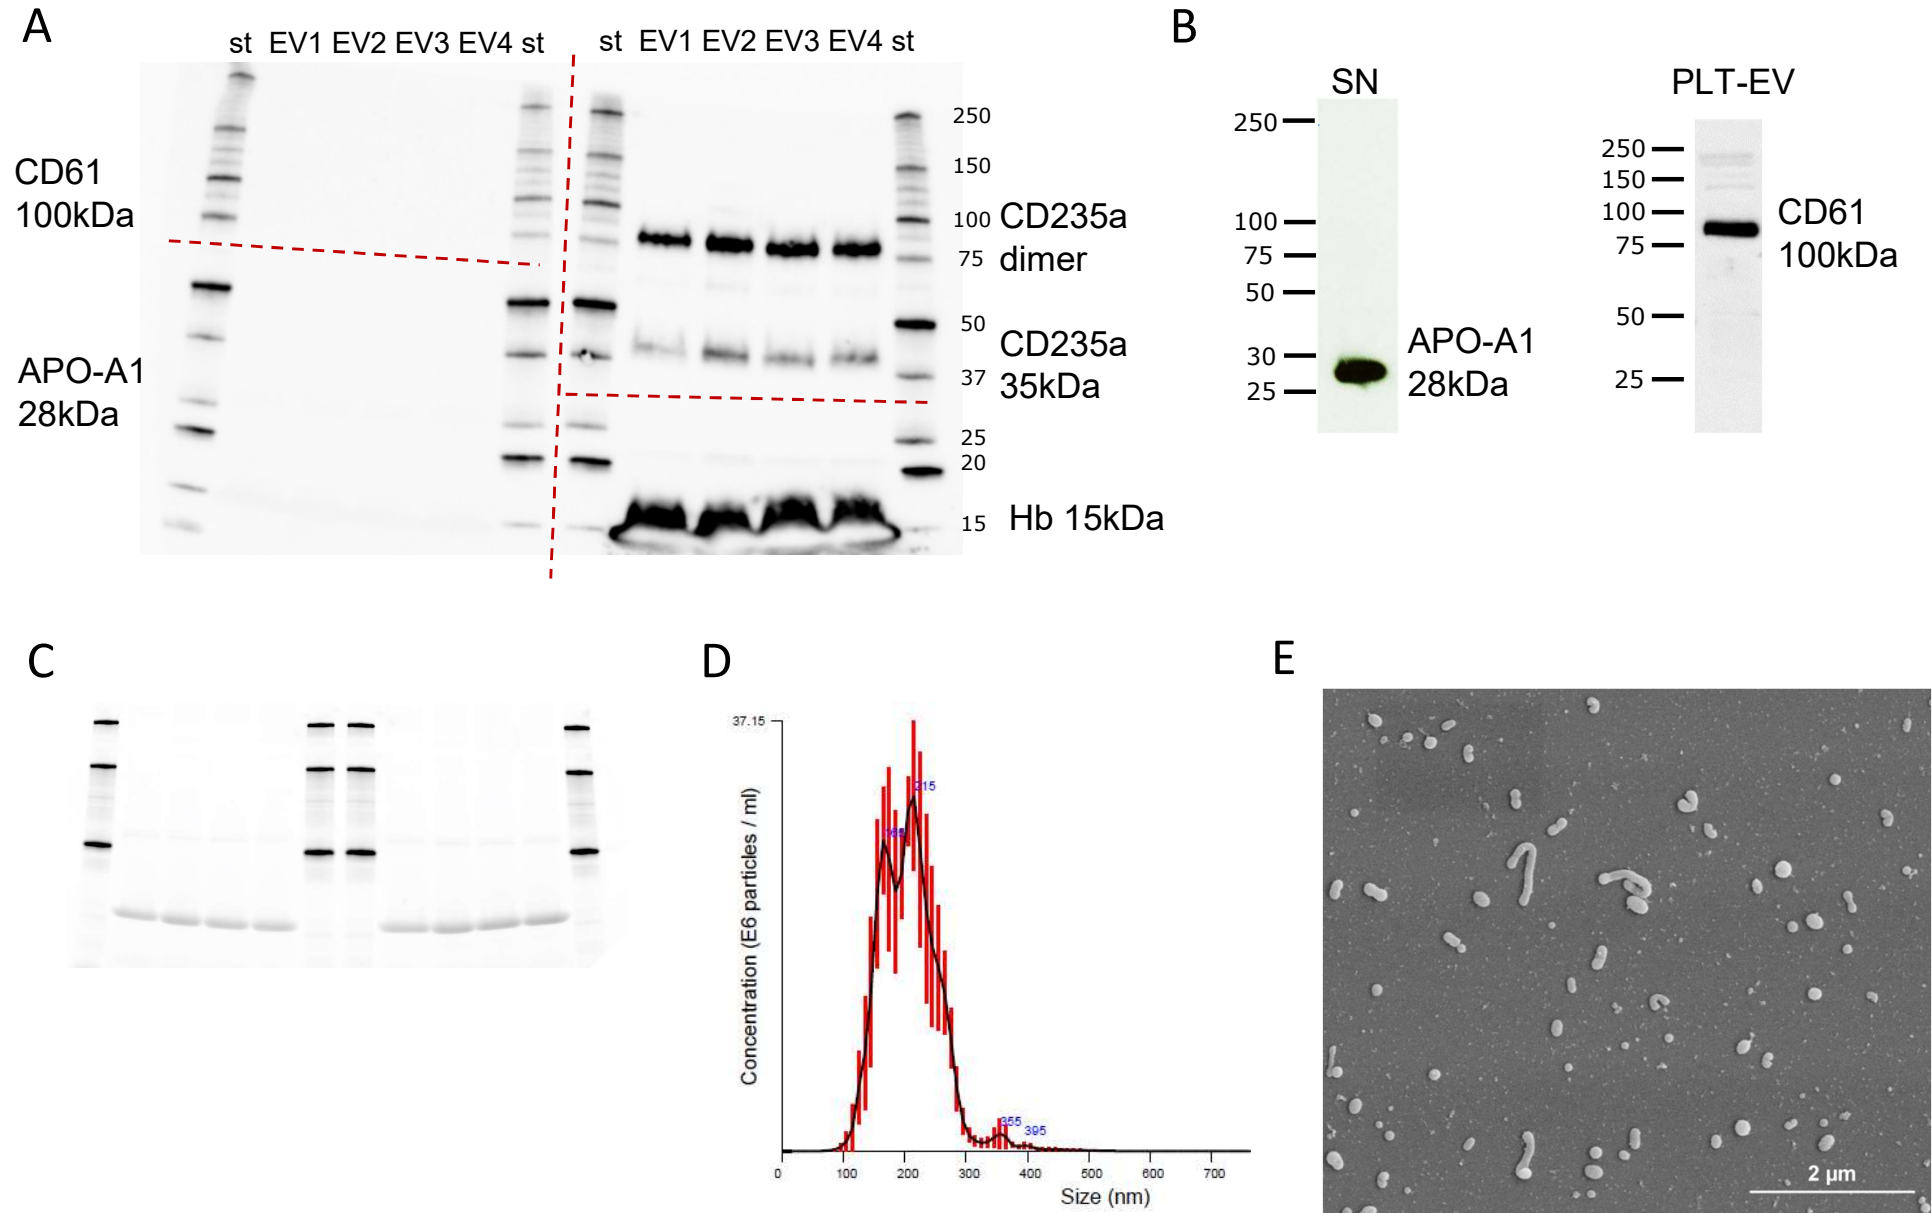 A
st EV1 EV2 EV3 EV4 st
st EV1 EV2 EV3 EV4 st
CD61
100kDa
APO-A1
28kDa
250
150
100
75
50
37
25
20
15
CD235a
dimer
CD235a
35kDa
Hb 15kDa
B
SN
250
100
75
50
30
25
APO-A1
28kDa
PLT-EV
250
150
100
75
50
25
CD61
100kDa
C
D
37.15
Concentration (E6 particles / ml)
165
215
355
395
0 100 200 300 400 500 600 700
Size (nm)
E
2 µm